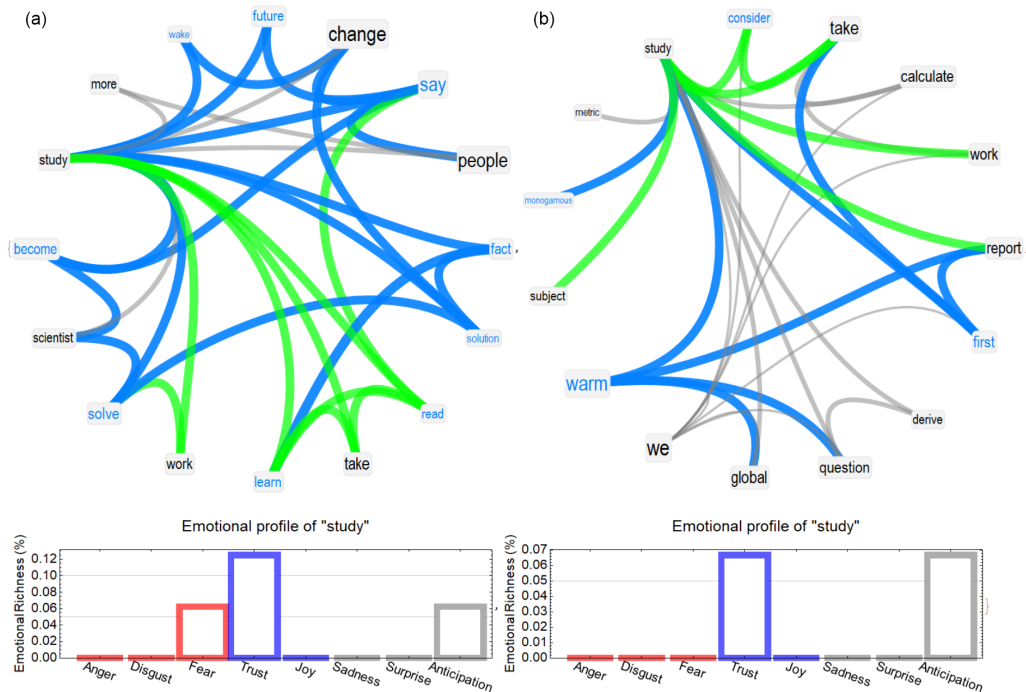 (a)
future
wake
change
more
say
study
people
{ become
fact ,
scientist
solution
solve
read
work
take
learn
Emotional profile of "study"
Emotional Richness (%)
0.12
0.10
0.08
0.06
0.04
0.02
0.00
Anger
Disgust
Fear
Trust
Joy
Sadness
Surprise
Anticipation
,
(b)
consider
take
study
calculate
metric
work
monogamous
report
subject
first
warm
derive
we
question
global
Emotional profile of "study"
Emotional Richness (%)
0.07
0.06
0.05
0.04
0.03
0.02
0.01
0.00
Anger
Disgust
Fear
Trust
Joy
Sadness
Surprise
Anticipation
}